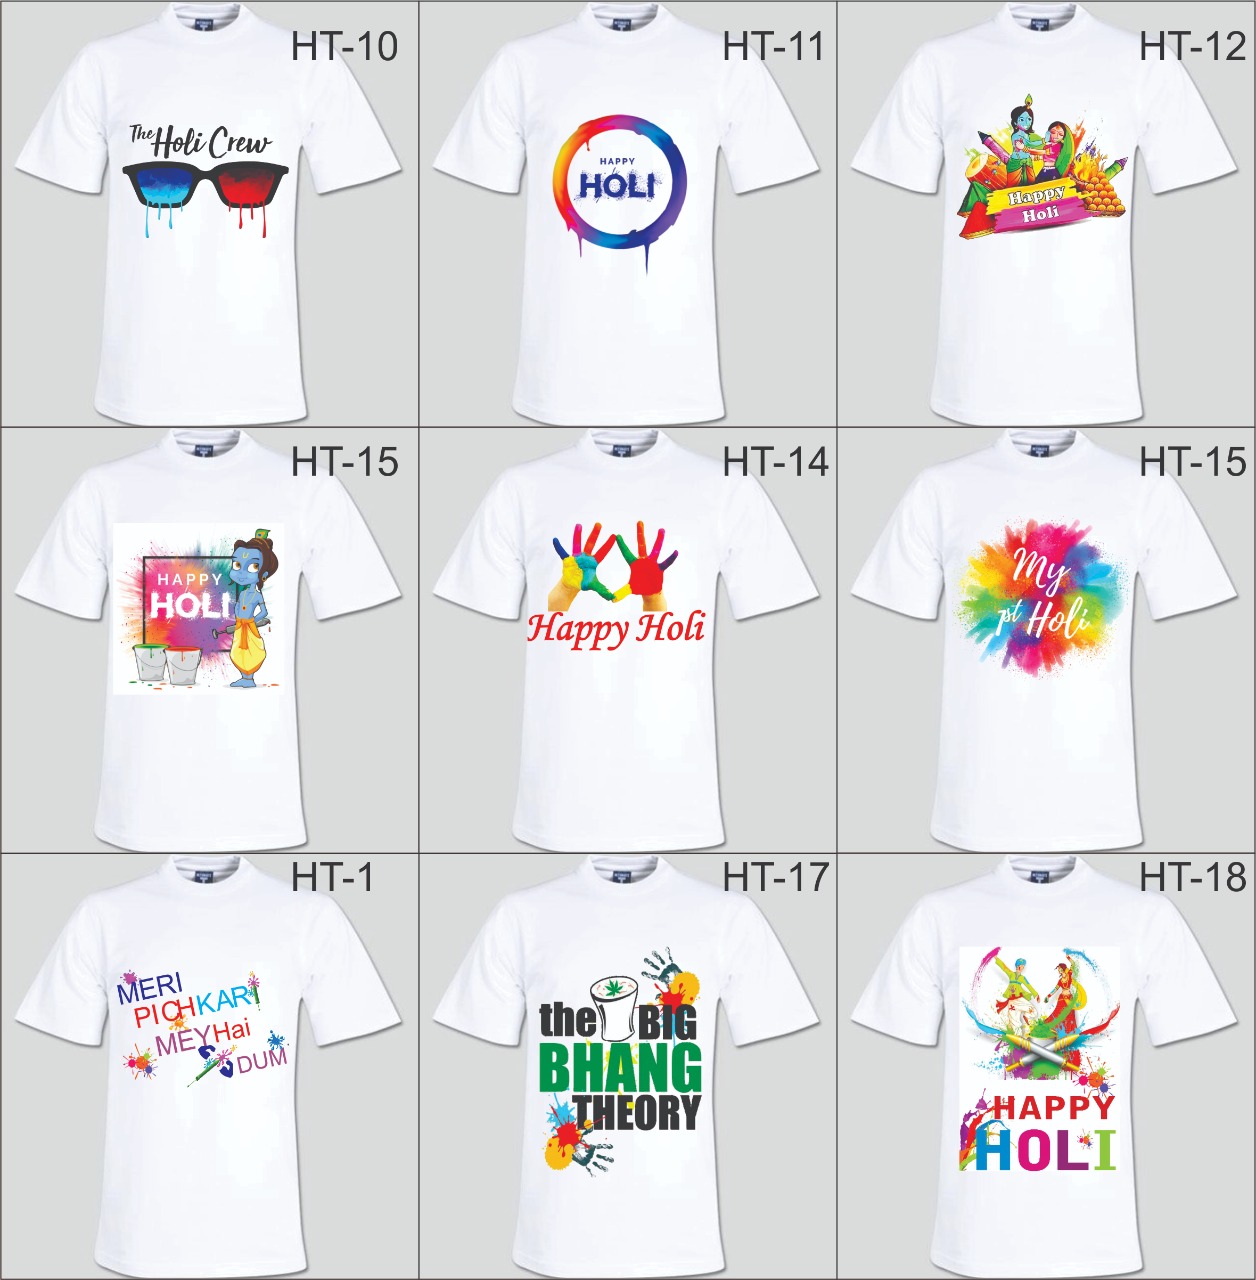 HT-10
The Holi Crew
HT-11
HAPPY
HOLI
HT-12
Happy
Holi
HT-15
HAPPY
HOLI
HT-14
Happy Holi
HT-15
My
1st Holi
HT-1
MERI
PICHKARI
MEY Hai
DUM
HT-17
the BIG
BHANG
THEORY
HT-18
HAPPY
HOLI